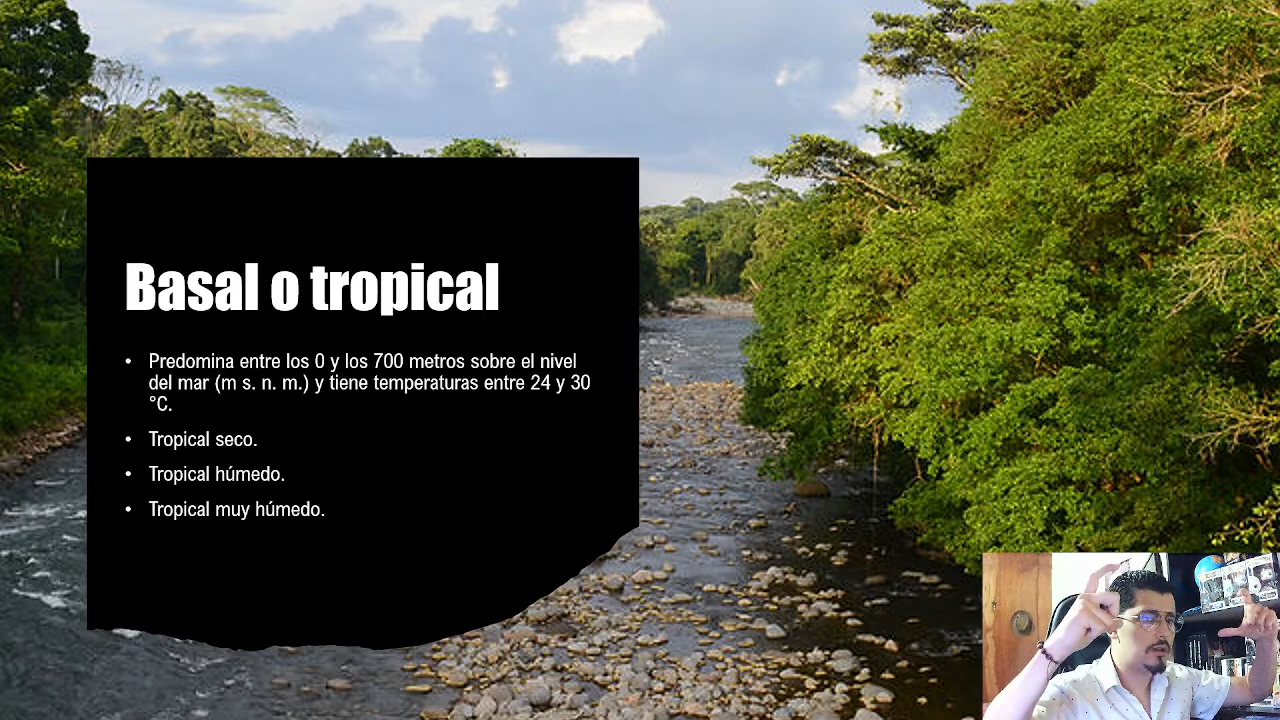 Basal o tropical
• Predomina entre los 0 y los 700 metros sobre el nivel
del mar (m s. n. m.) y tiene temperaturas entre 24 y 30
°C.
• Tropical seco.
• Tropical húmedo.
• Tropical muy húmedo.